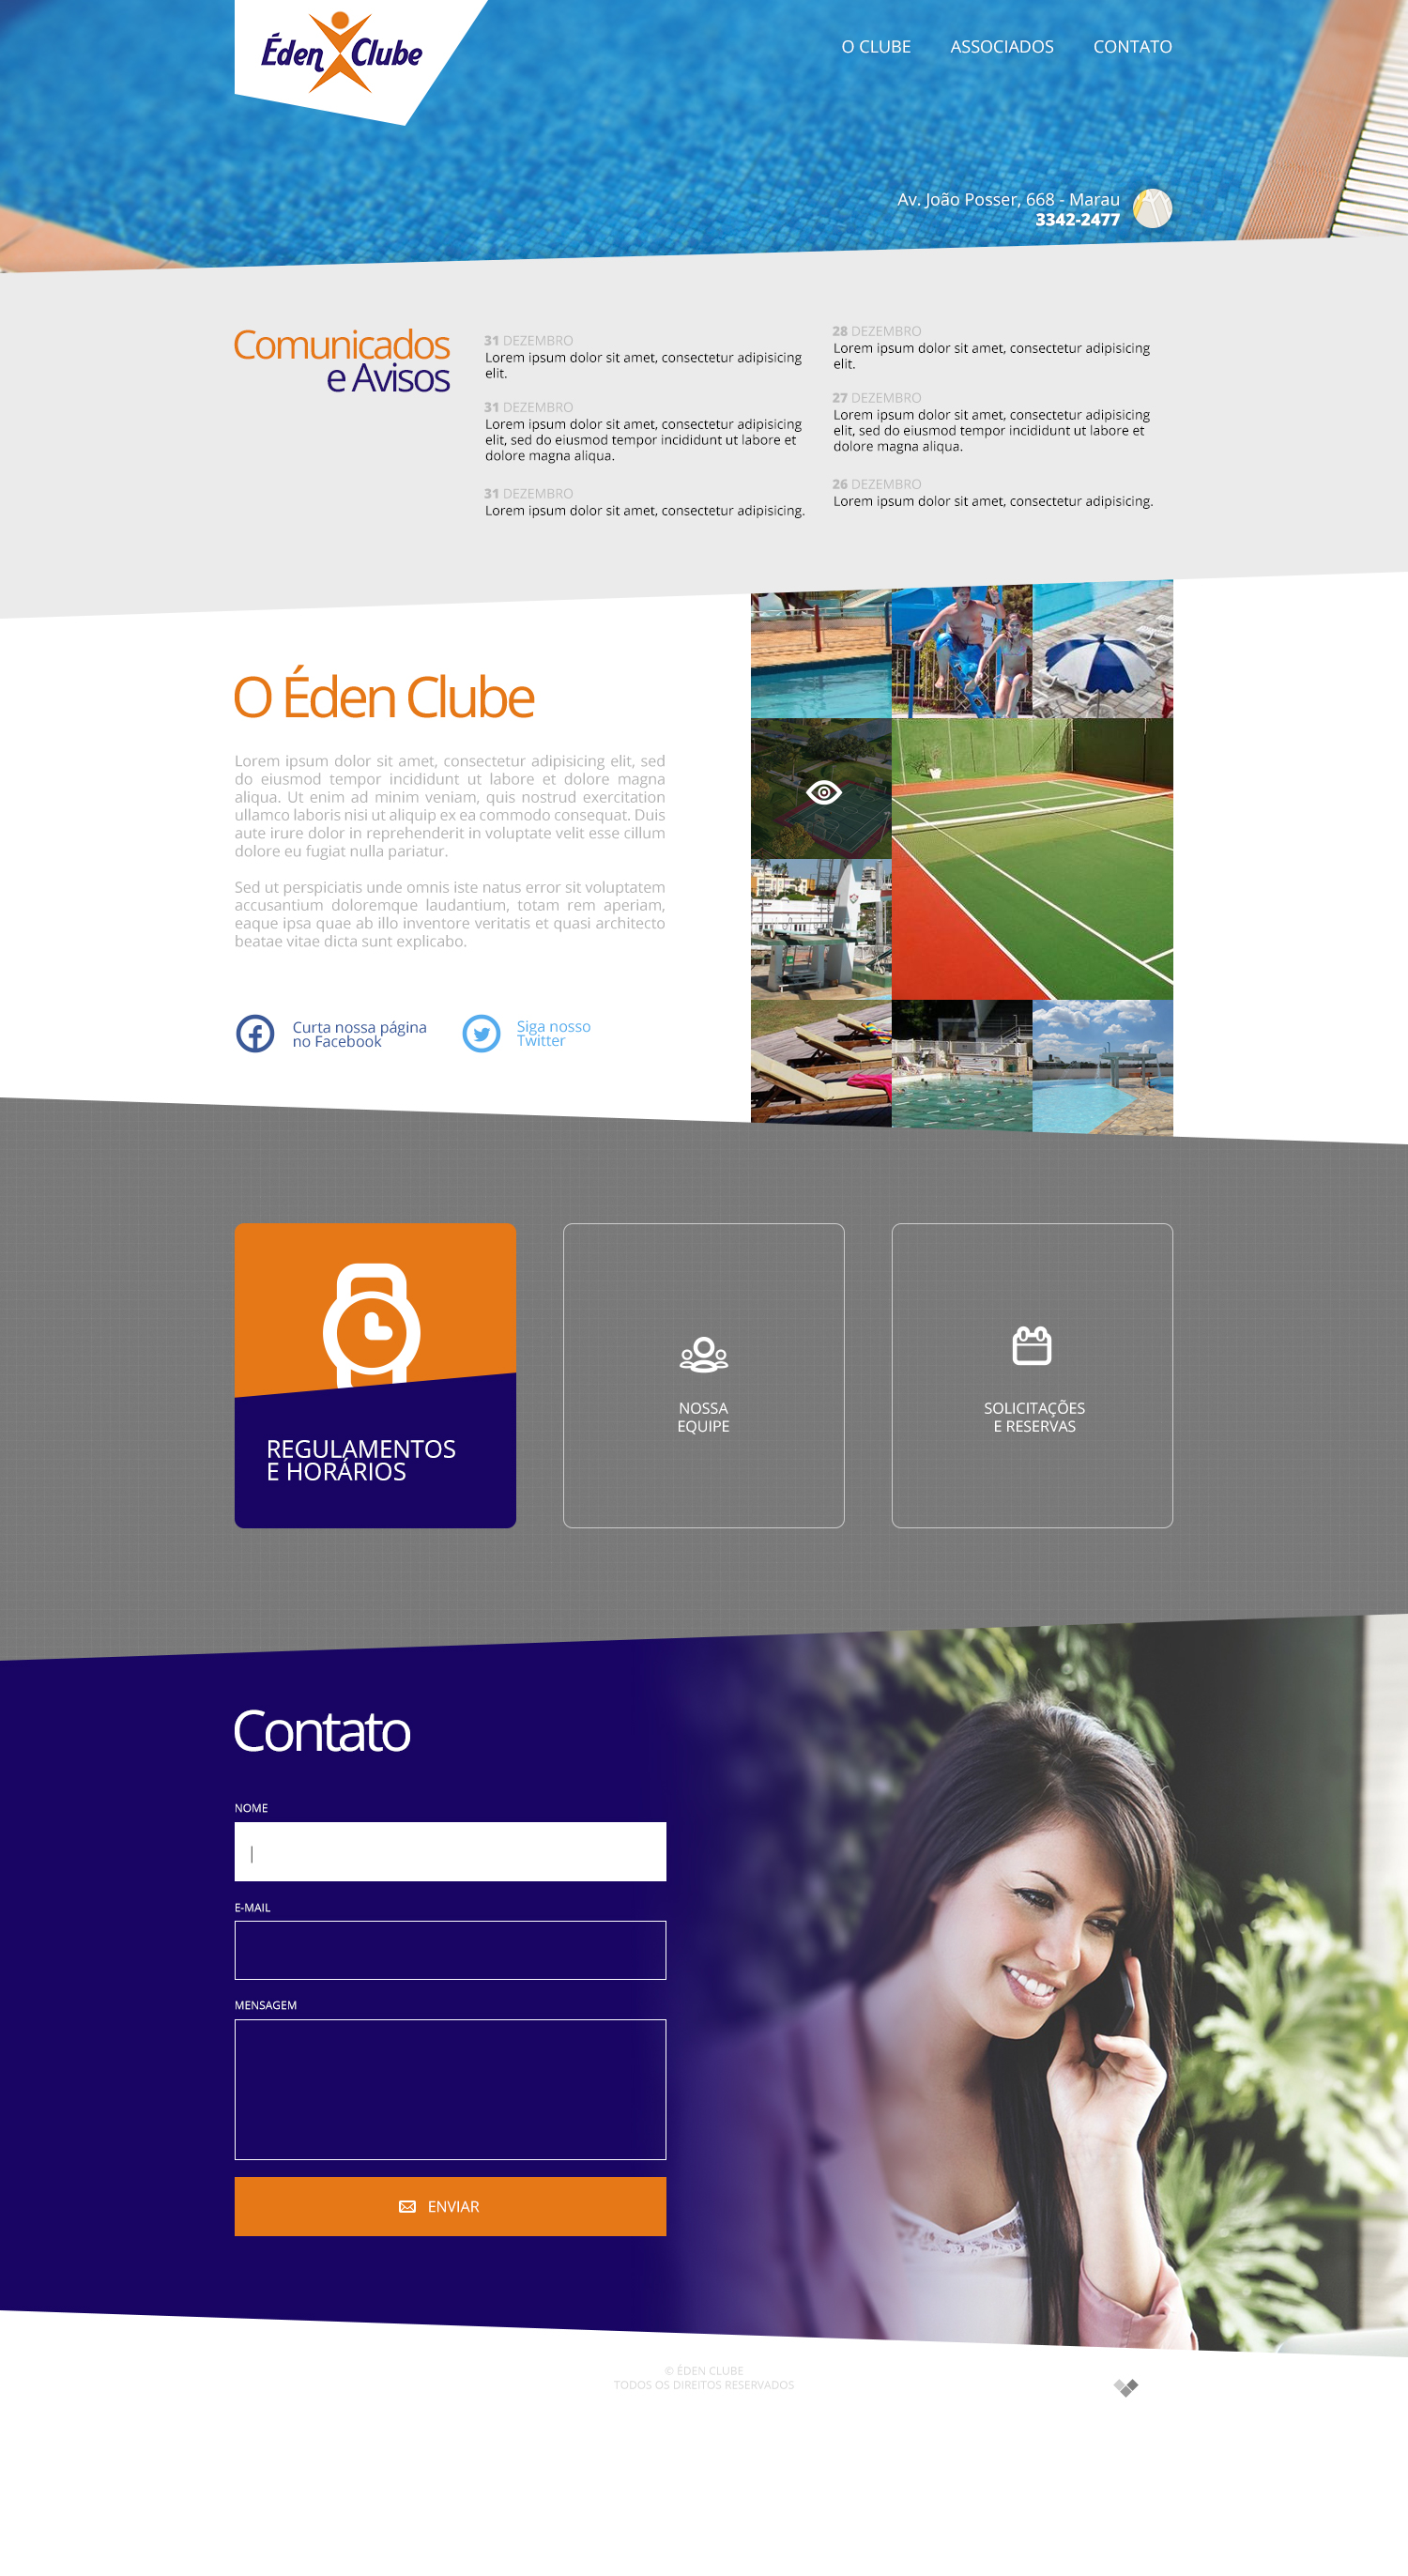 Éden Clube
O CLUBE
ASSOCIADOS
CONTATO
Av. João Posser, 668 - Marau
3342-2477
Comunicados
e Avisos
31 DEZEMBRO
Lorem ipsum dolor sit amet, consectetur adipisicing
elit.
31 DEZEMBRO
Lorem ipsum dolor sit amet, consectetur adipisicing
elit, sed do eiusmod tempor incididunt ut labore et
dolore magna aliqua.
31 DEZEMBRO
Lorem ipsum dolor sit amet, consectetur adipisicing.
28 DEZEMBRO
Lorem ipsum dolor sit amet, consectetur adipisicing
elit.
27 DEZEMBRO
Lorem ipsum dolor sit amet, consectetur adipisicing
elit, sed do eiusmod tempor incididunt ut labore et
dolore magna aliqua.
26 DEZEMBRO
Lorem ipsum dolor sit amet, consectetur adipisicing.
O Éden Clube
Lorem ipsum dolor sit amet, consectetur adipisicing elit, sed
do eiusmod tempor incididunt ut labore et dolore magna
aliqua. Ut enim ad minim veniam, quis nostrud exercitation
ullamco laboris nisi ut aliquip ex ea commodo consequat. Duis
aute irure dolor in reprehenderit in voluptate velit esse cillum
dolore eu fugiat nulla pariatur.
Sed ut perspiciatis unde omnis iste natus error sit voluptatem
accusantium doloremque laudantium, totam rem aperiam,
eaque ipsa quae ab illo inventore veritatis et quasi architecto
beatae vitae dicta sunt explicabo.
Curta nossa página
no Facebook
Siga nosso
Twitter
REGULAMENTOS
E HORÁRIOS
NOSSA
EQUIPE
SOLICITAÇÕES
E RESERVAS
Contato
NOME
E-MAIL
MENSAGEM
ENVIAR
© ÉDEN CLUBE
TODOS OS DIREITOS RESERVADOS